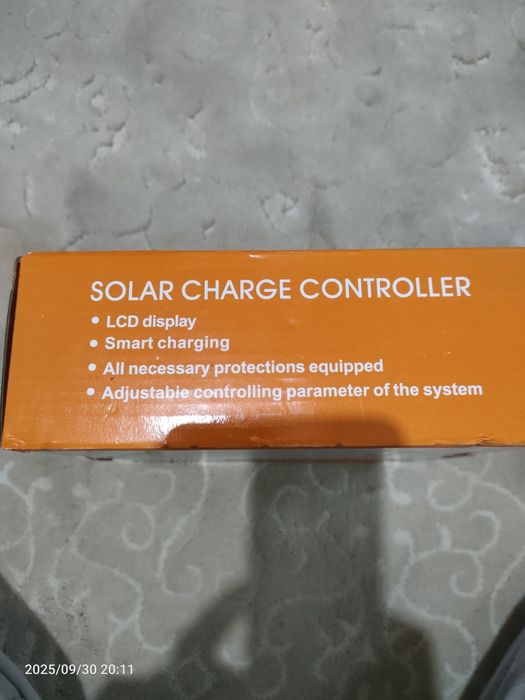 SOLAR CHARGE CONTROLLER
• LCD display
• Smart charging
• All necessary protections equipped
• Adjustable controlling parameter of the system
2025/09/30 20:11